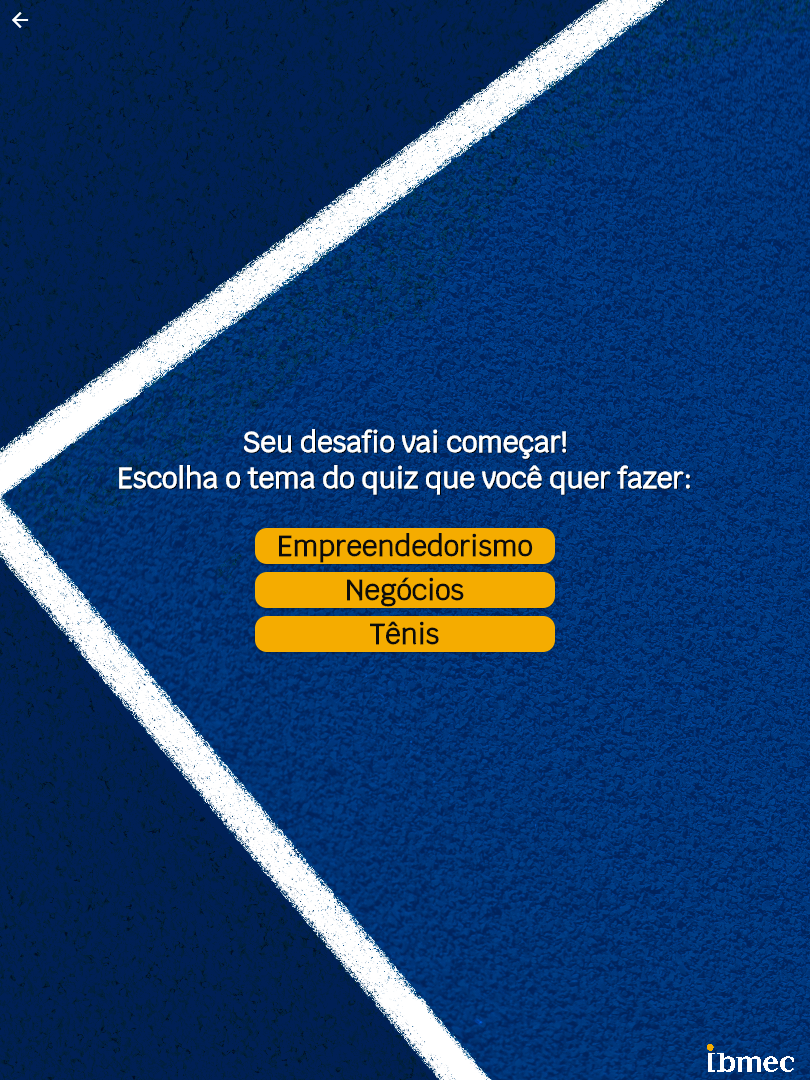 Seu desafio vai começar!
Escolha o tema do quiz que você quer fazer:
Empreendedorismo
Negócios
Tênis
ibmec